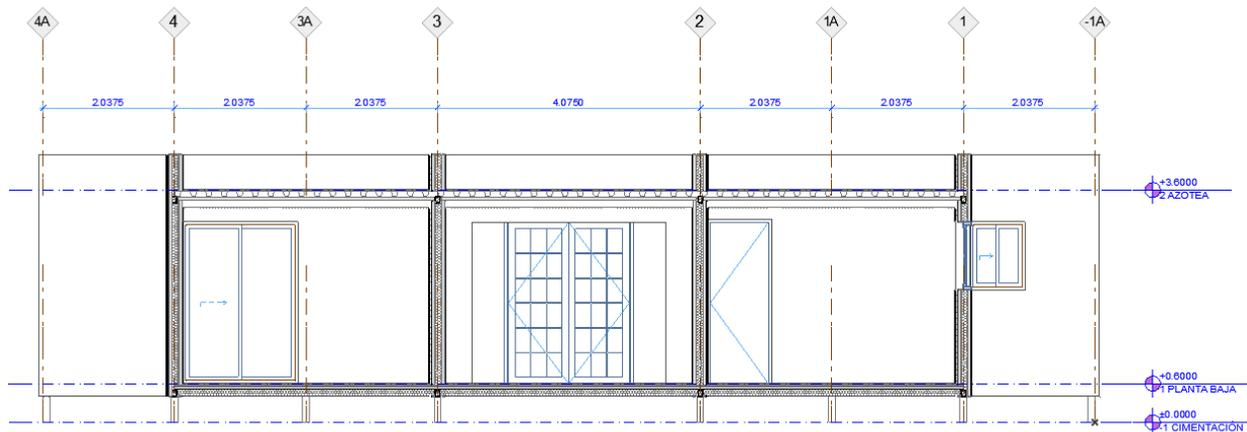 4A 4 3A 3 2 1A 1 -1A
2.0375 2.0375 2.0375 4.0750 2.0375 2.0375 2.0375
+3.6000
2 AZOTEA
+0.6000
1 PLANTA BAJA
±0.0000
-1 CIMENTACIÓN